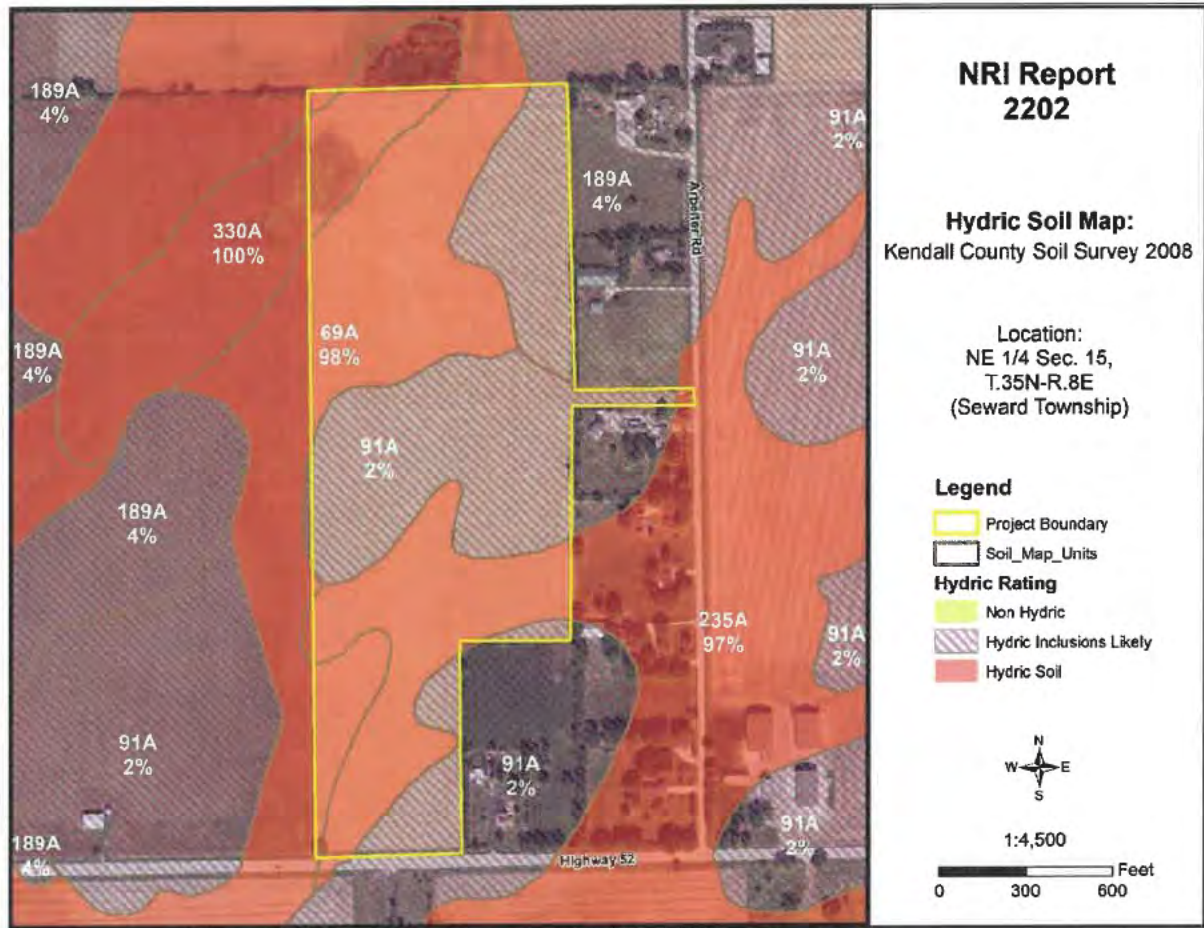 189A
4%
91A
2%
189A
4%
Arbeiter Rd
330A
100%
69A
98%
189A
4%
91A
2%
91A
2%
189A
4%
235A
97%
91A
2%
91A
2%
91A
2%
91A
2%
189A
4%
Highway 52
NRI Report
2202
Hydric Soil Map:
Kendall County Soil Survey 2008
Location:
NE 1/4 Sec. 15,
T.35N-R.8E
(Seward Township)
Legend
Project Boundary
Soil_Map_Units
Hydric Rating
Non Hydric
Hydric Inclusions Likely
Hydric Soil
N
W E
S
1:4,500
Feet
0 300 600